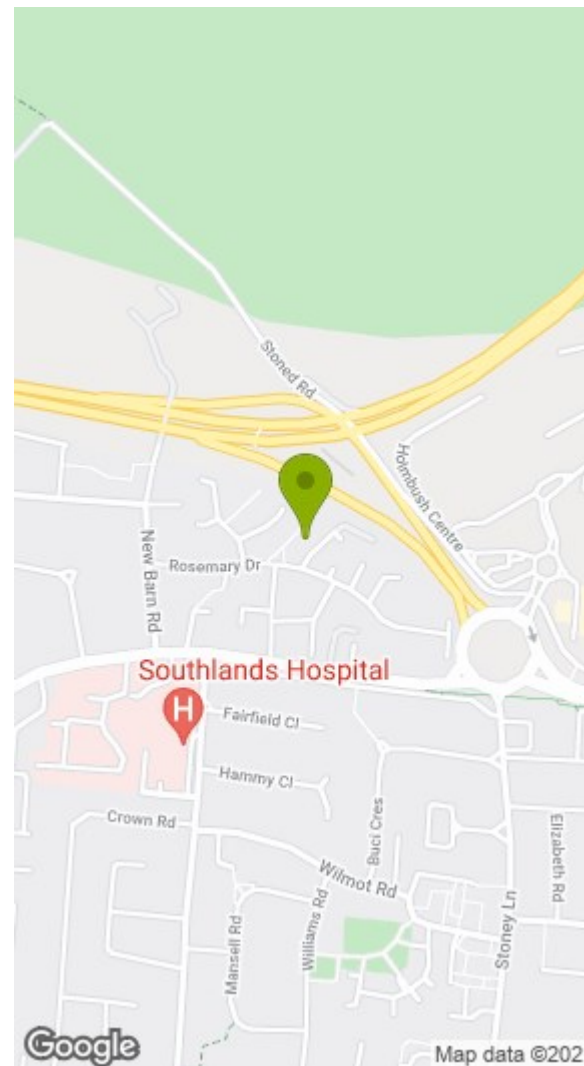 Stoned Rd
Holmbush Centre
New Barn Rd
Rosemary Dr
Southlands Hospital
H
Fairfield Cl
Hammy Cl
Buci Cres
Crown Rd
Wilmot Rd
Elizabeth Rd
Williams Rd
Mansell Rd
Stoney Ln
Google
Map data ©202